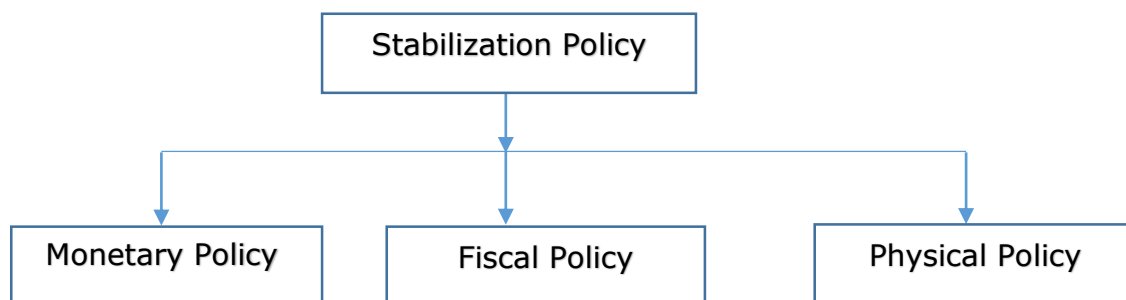 Stabilization Policy
Monetary Policy
Fiscal Policy
Physical Policy